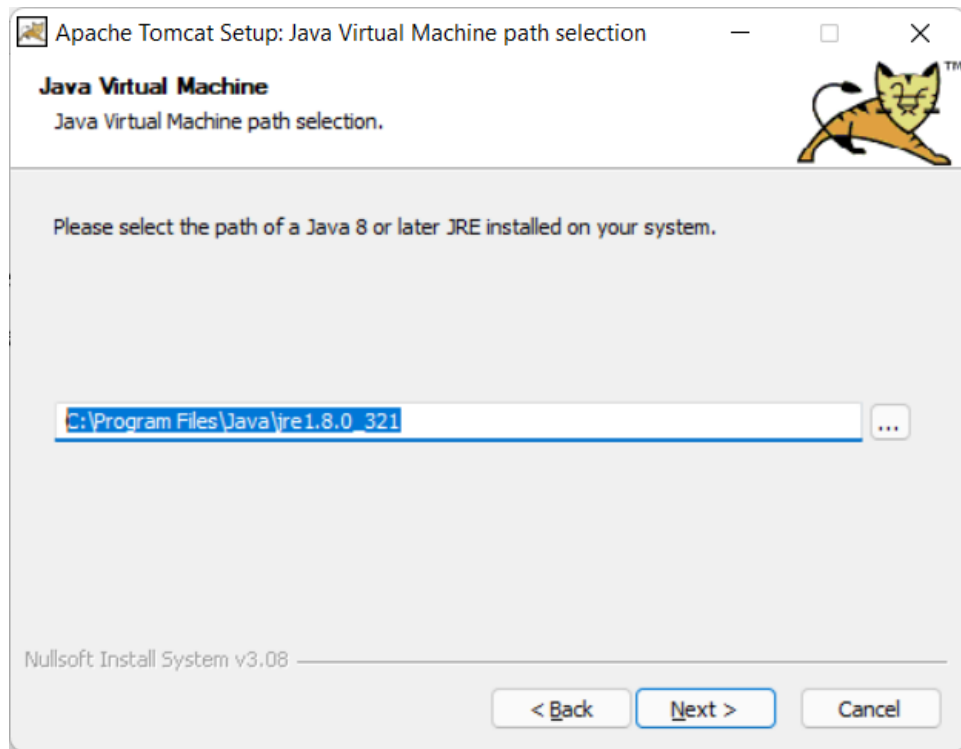 Apache Tomcat Setup: Java Virtual Machine path selection
Java Virtual Machine
TM
Java Virtual Machine path selection.
Please select the path of a Java 8 or later JRE installed on your system.
C:\Program Files\Java\jre1.8.0_321
...
Nullsoft Install System v3.08
< Back
Next >
Cancel